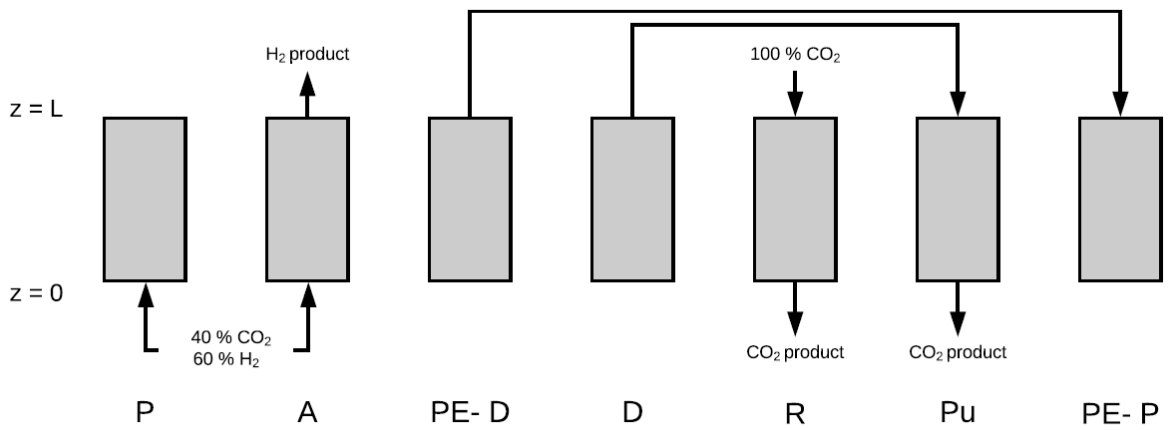 H₂ product
100 % CO₂
z = L
z = 0
40 % CO₂
60 % H₂
CO₂ product
CO₂ product
P
A
PE- D
D
R
Pu
PE- P